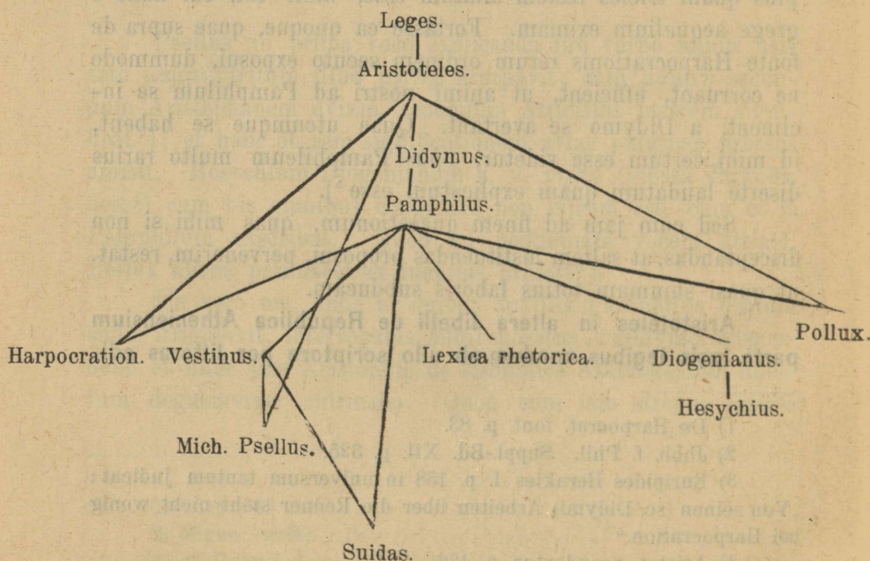 Leges.
Aristoteles.
Didymus.
Pamphilus.
Pollux.
Harpocration. Vestinus. Lexica rhetorica. Diogenianus.
Hesychius.
Mich. Psellus.
Suidas.